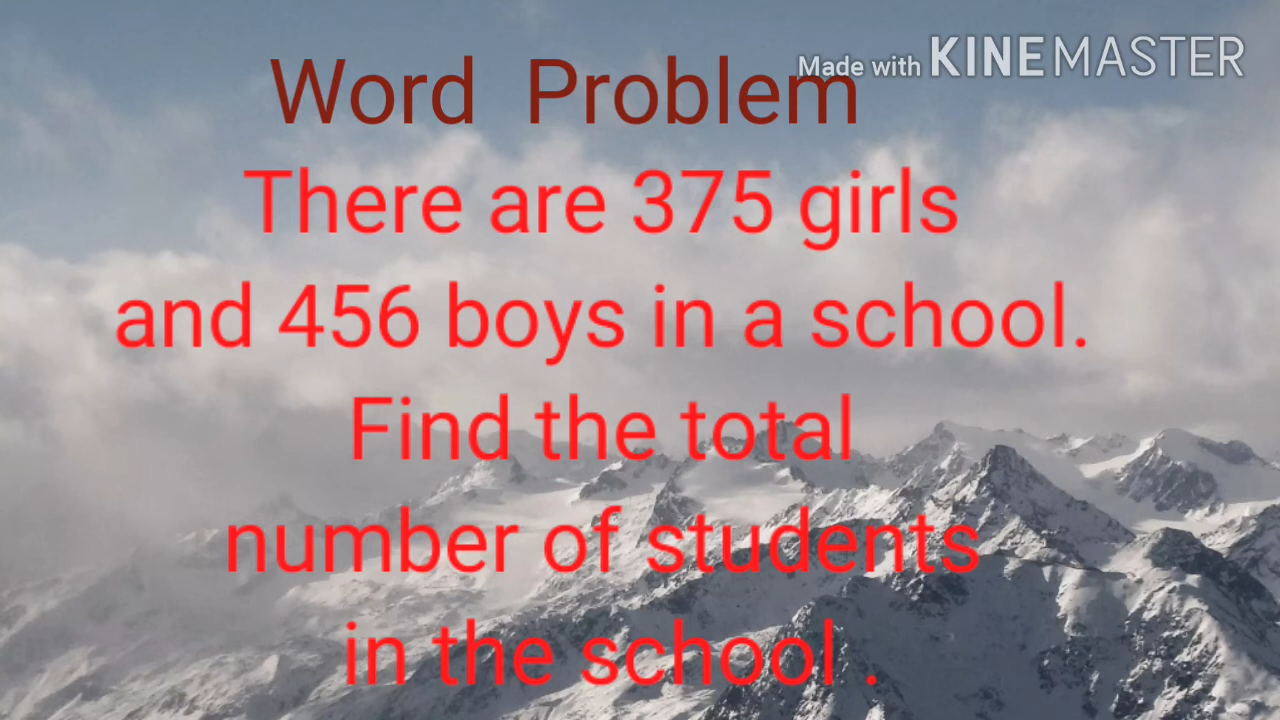 Made with KINEMASTER
Word Problem
There are 375 girls
and 456 boys in a school.
Find the total
number of students
in the school .